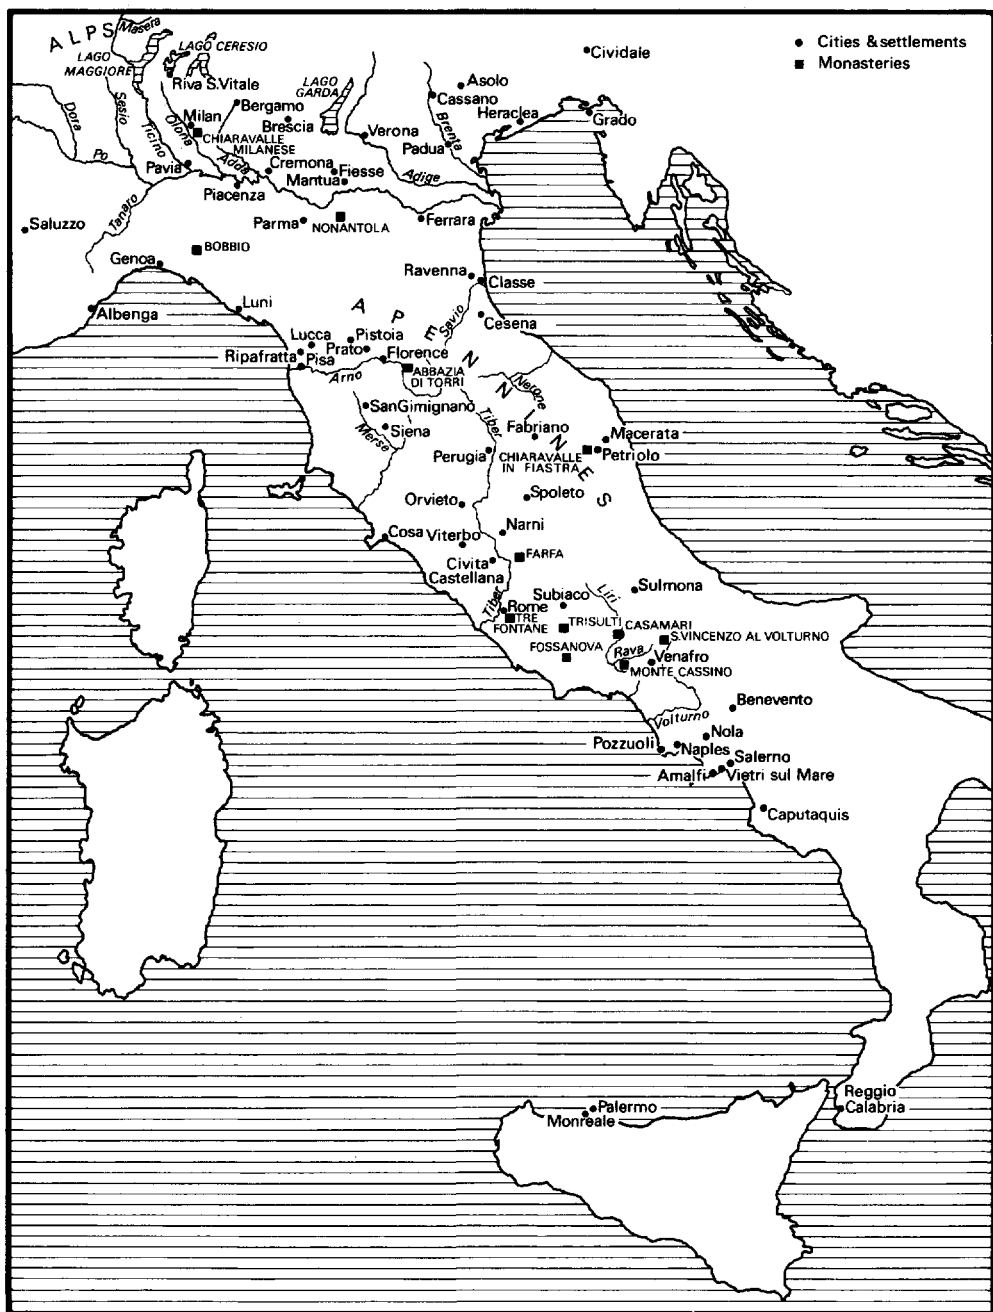 ALPS
Masera
LAGO CERESIO
LAGO
MAGGIORE
Riva S.Vitale
LAGO
GARDA
Cividale
Cities & settlements
Monasteries
Asolo
Cassano
Heraclea
Grado
Dora
Sesio
Ticino
Olona
Milan
Bergamo
Brescia
CHIARAVALLE
MILANESE
Verona
Brenta
Padua
Po
Pavia
Adda
Cremona
Fiesse
Mantua
Adige
Piacenza
Tanaro
Saluzzo
Parma
NONANTOLA
Ferrara
BOBBIO
Genoa
Ravenna
Classe
Albenga
Luni
APENNINES
Savio
Cesena
Lucca
Pistoia
Prato
Ripafratta
Pisa
Florence
Arno
ABBAZIA
DI TORRI
Nerone
San Gimignano
Siena
Merse
Tiber
Fabriano
Macerata
Perugia
CHIARAVALLE
IN FIASTRA
Petriolo
Orvieto
Spoleto
Cosa
Viterbo
Narni
FARFA
Civita
Castellana
Tiber
Subiaco
Liri
Sulmona
Rome
TRE
FONTANE
TRISULTI
CASAMARI
S.VINCENZO AL VOLTURNO
FOSSANOVA
Rava
Venafro
MONTE CASSINO
Benevento
Volturno
Pozzuoli
Naples
Nola
Salerno
Amalfi
Vietri sul Mare
Caputaquis
Palermo
Monreale
Reggio
Calabria